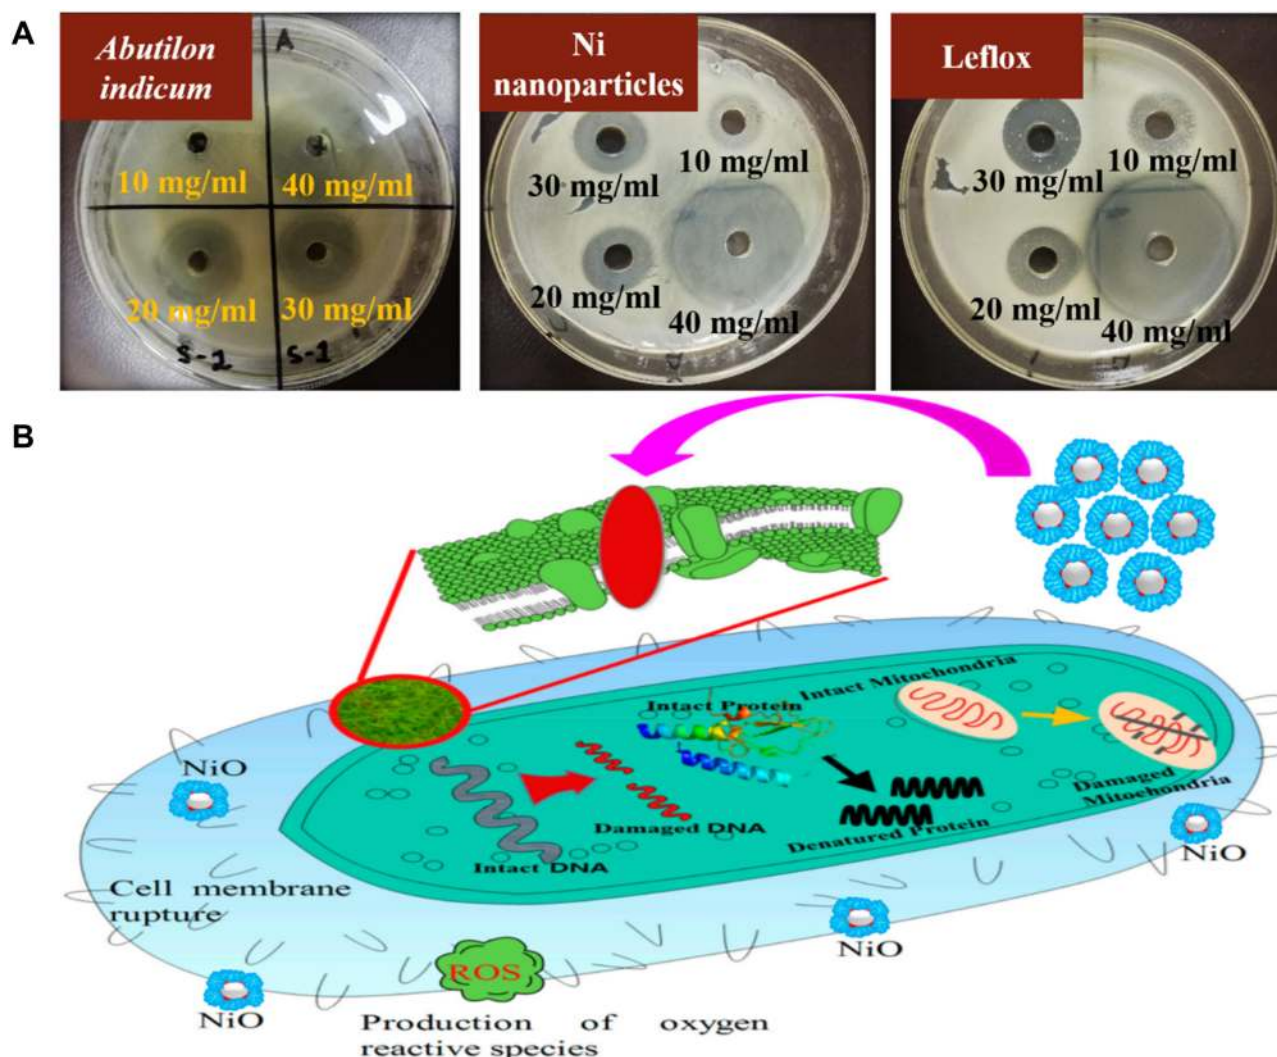 A
Abutilon
indicum
A
10 mg/ml
40 mg/ml
20 mg/ml
30 mg/ml
S-1
S-1
Ni
nanoparticles
30 mg/ml
10 mg/ml
20 mg/ml
40 mg/ml
Leflox
30 mg/ml
10 mg/ml
20 mg/ml
40 mg/ml
B
Intact Mitochondria
Intact Protein
NiO
Damaged
Mitochondria
Damaged DNA
Denatured Protein
Intact DNA
NiO
Cell membrane
rupture
NiO
ROS
NiO
Production of oxygen
reactive species